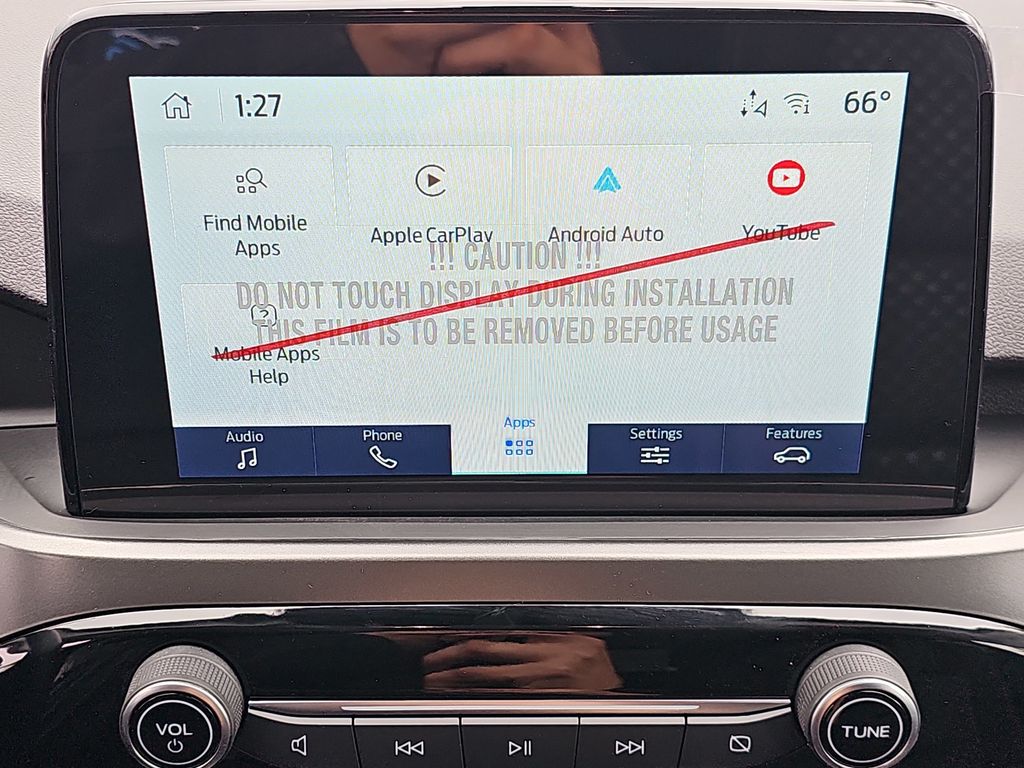 1:27
66°
Find Mobile
Apps
Apple CarPlay
Android Auto
YouTube
!!! CAUTION !!!
DO NOT TOUCH DISPLAY DURING INSTALLATION
THIS FILM IS TO BE REMOVED BEFORE USAGE
Mobile Apps
Help
Audio
Phone
Apps
Settings
Features
VOL
TUNE